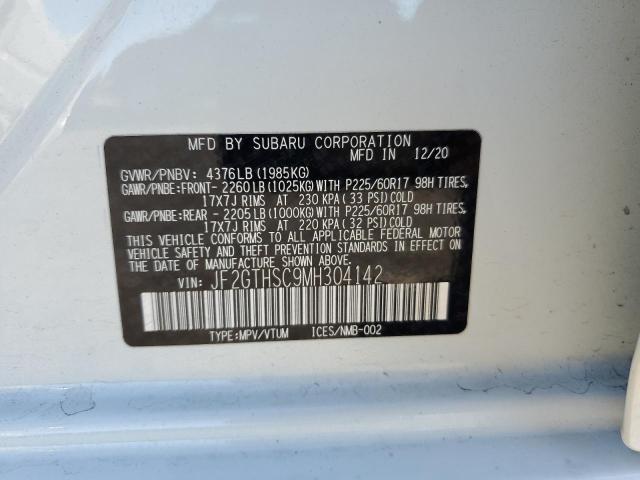 MFD BY SUBARU CORPORATION
MFD IN 12/20
GVWR/PNBV: 4376LB(1985KG)
GAWR/PNBE:FRONT- 2260LB(1025KG)WITH P225/60R17 98H TIRES,
17X7J RIMS AT 230 KPA(33 PSI)COLD
GAWR/PNBE:REAR - 2205LB(1000KG)WITH P225/60R17 98H TIRES,
17X7J RIMS AT 220 KPA(32 PSI)COLD
THIS VEHICLE CONFORMS TO ALL APPLICABLE FEDERAL MOTOR
VEHICLE SAFETY AND THEFT PREVENTION STANDARDS IN EFFECT ON
THE DATE OF MANUFACTURE SHOWN ABOVE.
VIN: JF2GTHSC9MH304142
TYPE:MPV/VTUM ICES/NMB-002